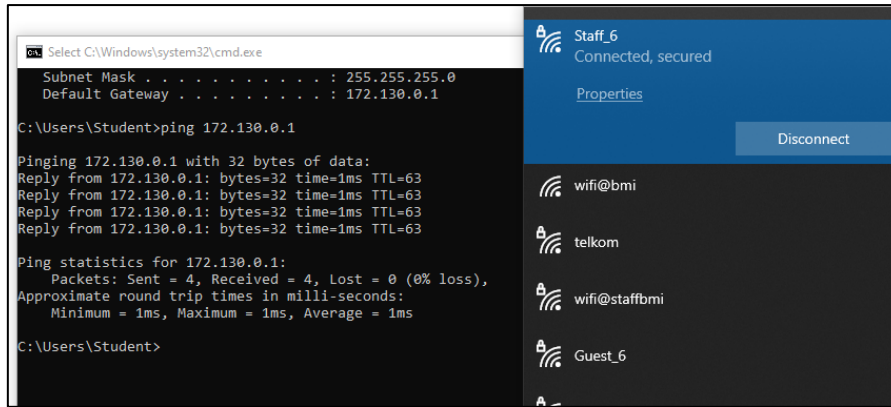 Select C:\Windows\system32\cmd.exe
Subnet Mask . . . . . . . . . . . : 255.255.255.0
Default Gateway . . . . . . . . . : 172.130.0.1
C:\Users\Student>ping 172.130.0.1
Pinging 172.130.0.1 with 32 bytes of data:
Reply from 172.130.0.1: bytes=32 time=1ms TTL=63
Reply from 172.130.0.1: bytes=32 time=1ms TTL=63
Reply from 172.130.0.1: bytes=32 time=1ms TTL=63
Reply from 172.130.0.1: bytes=32 time=1ms TTL=63
Ping statistics for 172.130.0.1:
Packets: Sent = 4, Received = 4, Lost = 0 (0% loss),
Approximate round trip times in milli-seconds:
Minimum = 1ms, Maximum = 1ms, Average = 1ms
C:\Users\Student>
Staff_6
Connected, secured
Properties
Disconnect
wifi@bmi
telkom
wifi@staffbmi
Guest_6